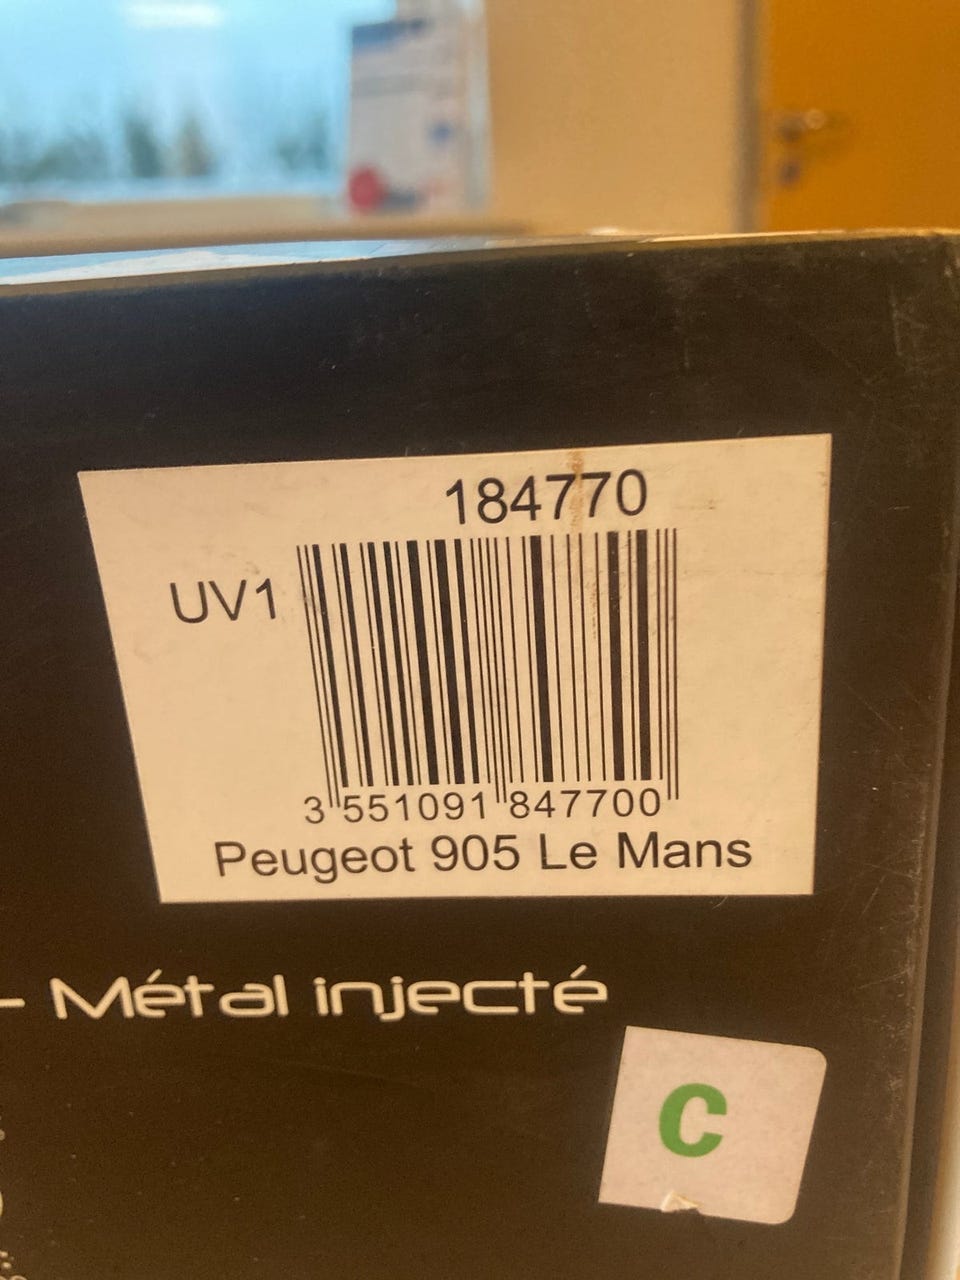 184770
UV1
3 551091 847700
Peugeot 905 Le Mans
- Métal injecté
C